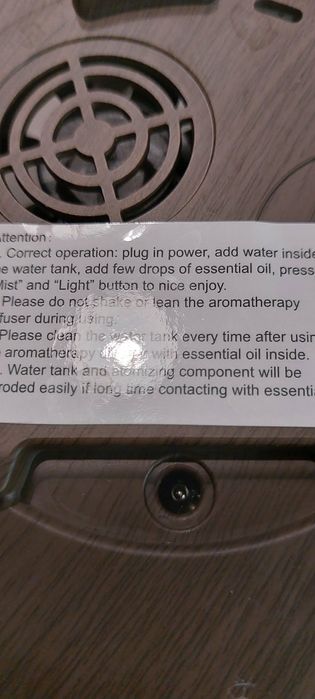 ttention:
. Correct operation: plug in power, add water inside
e water tank, add few drops of essential oil, press
Mist" and "Light" button to nice enjoy.
Please do not shake or lean the aromatherapy
fuser during using.
Please clean the water tank every time after usin
aromatherapy with essential oil inside.
. Water tank and atomizing component will be
roded easily if long time contacting with essenti